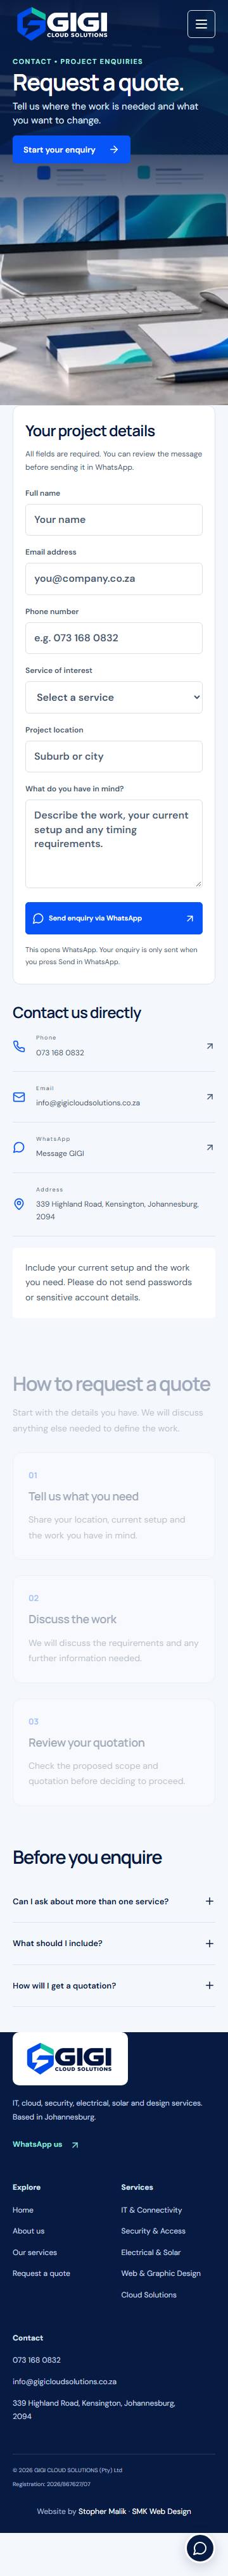 GIGI
CLOUD SOLUTIONS
CONTACT • PROJECT ENQUIRIES
Request a quote.
Tell us where the work is needed and what
you want to change.
Start your enquiry
Your project details
All fields are required. You can review the message
before sending it in WhatsApp.
Full name
Your name
Email address
you@company.co.za
Phone number
e.g. 073 168 0832
Service of interest
Select a service
Project location
Suburb or city
What do you have in mind?
Describe the work, your current
setup and any timing
requirements.
Send enquiry via WhatsApp
This opens WhatsApp. Your enquiry is only sent when
you press Send in WhatsApp.
Contact us directly
Phone
073 168 0832
Email
info@gigicloudsolutions.co.za
WhatsApp
Message GIGI
Address
339 Highland Road, Kensington, Johannesburg,
2094
Include your current setup and the work
you need. Please do not send passwords
or sensitive account details.
How to request a quote
Start with the details you have. We will discuss
anything else needed to define the work.
01
Tell us what you need
Share your location, current setup and
the work you have in mind.
02
Discuss the work
We will discuss the requirements and any
further information needed.
03
Review your quotation
Check the proposed scope and
quotation before deciding to proceed.
Before you enquire
Can I ask about more than one service?
What should I include?
How will I get a quotation?
GIGI
CLOUD SOLUTIONS
IT, cloud, security, electrical, solar and design services.
Based in Johannesburg.
WhatsApp us
Explore
Home
About us
Our services
Request a quote
Services
IT & Connectivity
Security & Access
Electrical & Solar
Web & Graphic Design
Cloud Solutions
Contact
073 168 0832
info@gigicloudsolutions.co.za
339 Highland Road, Kensington, Johannesburg,
2094
© 2026 GIGI CLOUD SOLUTIONS (Pty) Ltd
Registration: 2026/867627/07
Website by Stopher Malik · SMK Web Design